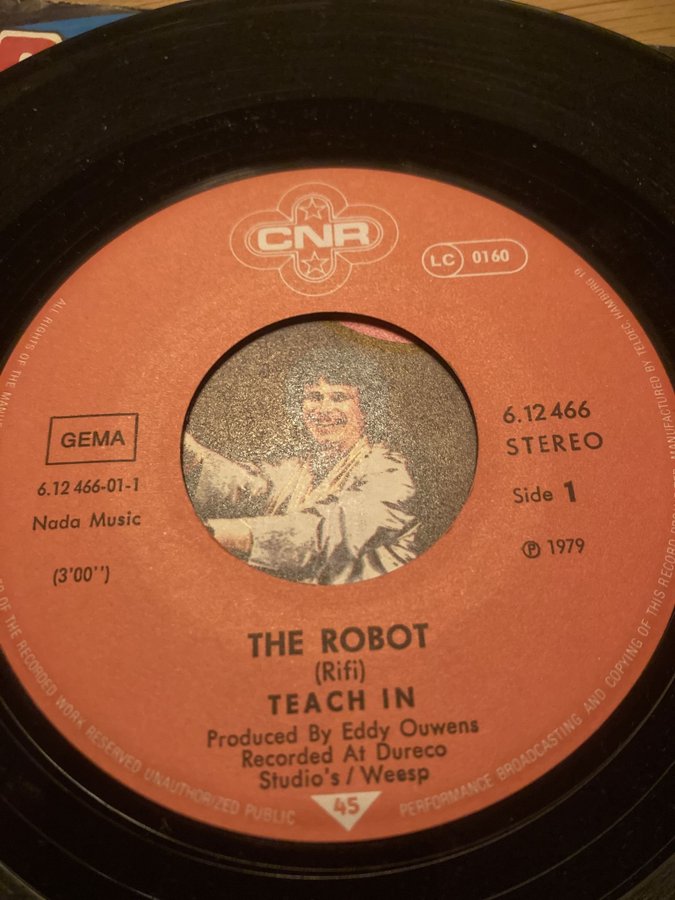 CNR
LC 0160
GEMA
6.12 466-01-1
Nada Music
(3'00'')
6.12 466
STEREO
Side 1
℗ 1979
THE ROBOT
(Rifi)
TEACH IN
Produced By Eddy Ouwens
Recorded At Dureco
Studio's / Weesp
45
ALL RIGHTS OF THE
OF THE RECORDED WORK RESERVED UNAUTHORIZED PUBLIC
PERFORMANCE BROADCASTING AND COPYING OF THIS RECORD
MANUFACTURED BY TELDEC HAMBURG 19